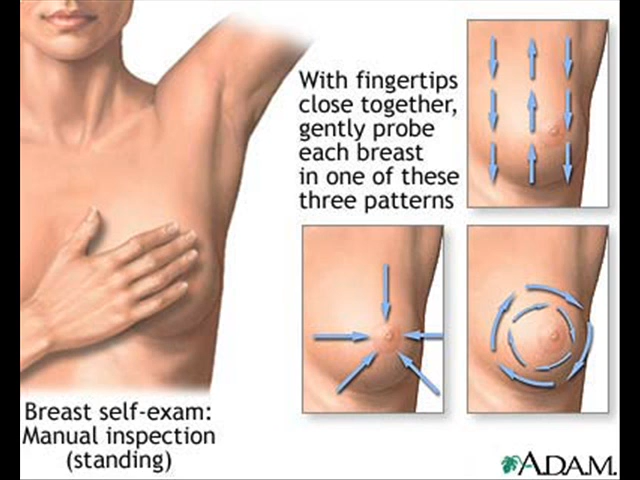 With fingertips
close together,
gently probe
each breast
in one of these
three patterns
Breast self-exam:
Manual inspection
(standing)
A.D.A.M.